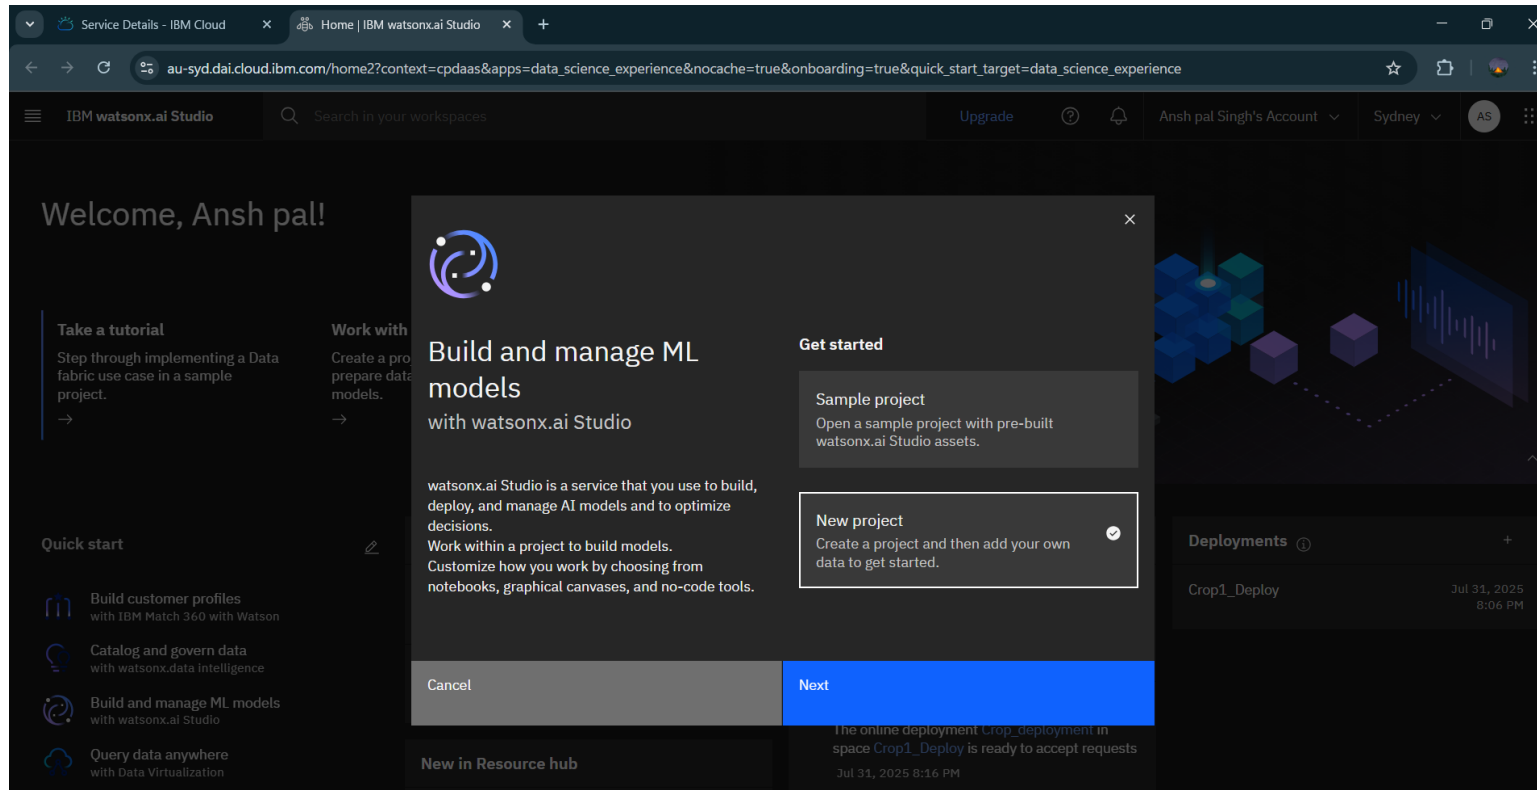 Service Details - IBM Cloud
Home | IBM watsonx.ai Studio
au-syd.dai.cloud.ibm.com/home2?context=cpdaas&apps=data_science_experience&nocache=true&onboarding=true&quick_start_target=data_science_experience
IBM watsonx.ai Studio
Search in your workspaces
Upgrade
Ansh pal Singh's Account
Sydney
AS
Welcome, Ansh pal!
Take a tutorial
Step through implementing a Data
fabric use case in a sample
project.
Work with
Create a pro
prepare data
models.
Build and manage ML
models
with watsonx.ai Studio
watsonx.ai Studio is a service that you use to build,
deploy, and manage AI models and to optimize
decisions.
Work within a project to build models.
Customize how you work by choosing from
notebooks, graphical canvases, and no-code tools.
Get started
Sample project
Open a sample project with pre-built
watsonx.ai Studio assets.
New project
Create a project and then add your own
data to get started.
Cancel
Next
Quick start
Build customer profiles
with IBM Match 360 with Watson
Catalog and govern data
with watsonx.data intelligence
Build and manage ML models
with watsonx.ai Studio
Query data anywhere
with Data Virtualization
New in Resource hub
The online deployment Crop_deployment in
space Crop1_Deploy is ready to accept requests
Jul 31, 2025 8:16 PM
Deployments
Crop1_Deploy
Jul 31, 2025
8:06 PM